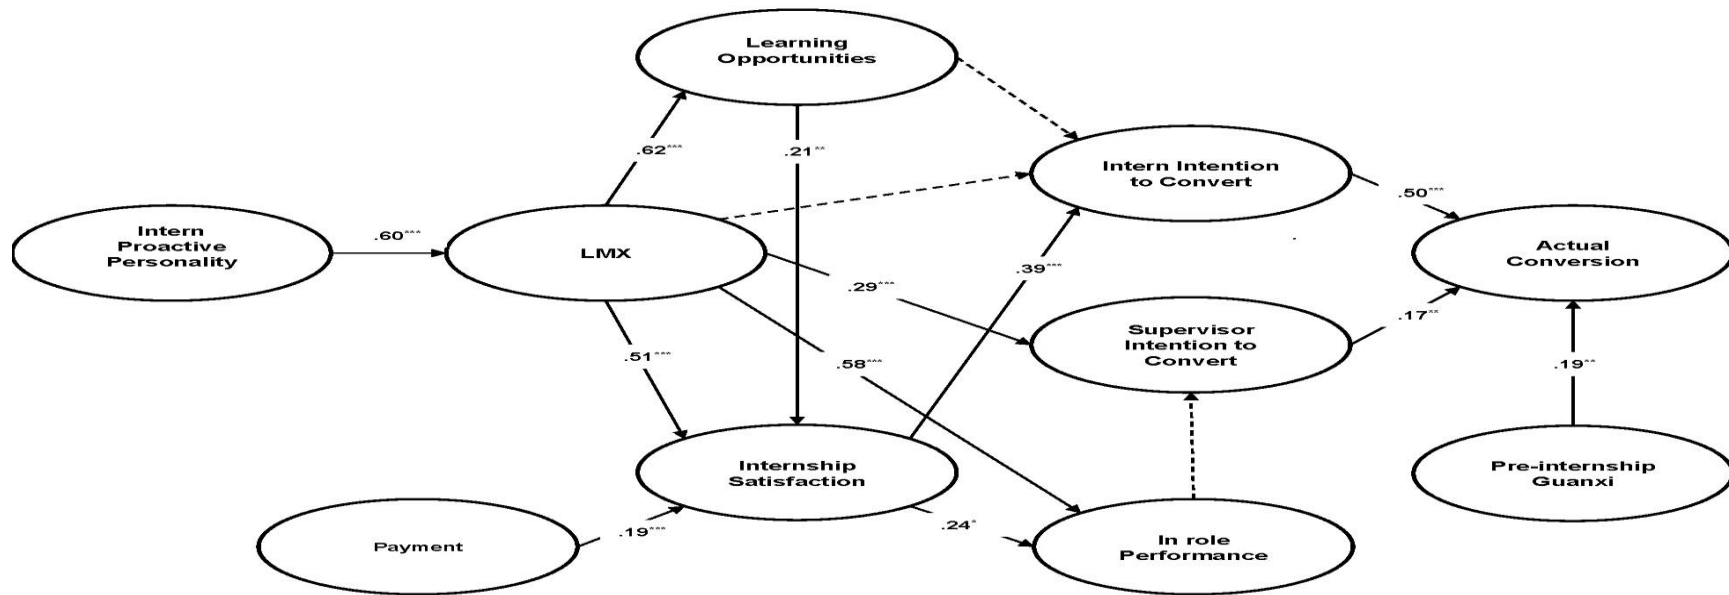 Learning
Opportunities
.62***
.21**
Intern Intention
to Convert
.50***
Intern
Proactive
Personality
.60***
LMX
Actual
Conversion
.39***
.29***
.17**
Supervisor
Intention to
Convert
.51***
.58***
.19**
Internship
Satisfaction
Pre-internship
Guanxi
.19***
.24*
Payment
In role
Performance